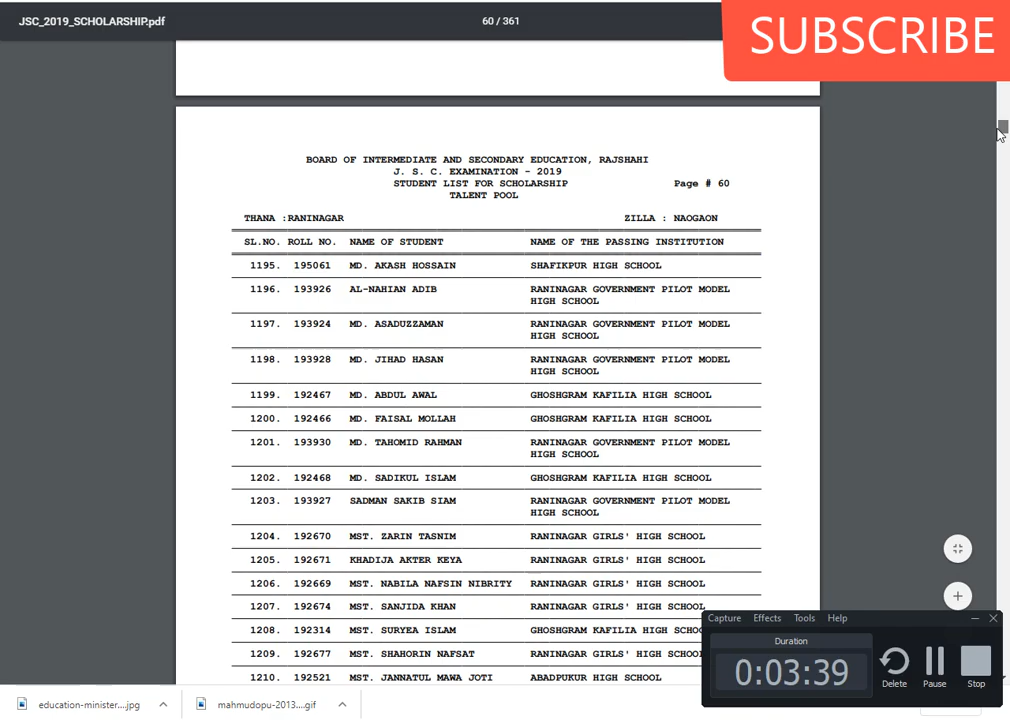 JSC_2019_SCHOLARSHIP.pdf
60 / 361
SUBSCRIBE
BOARD OF INTERMEDIATE AND SECONDARY EDUCATION, RAJSHAHI
J. S. C. EXAMINATION - 2019
STUDENT LIST FOR SCHOLARSHIP Page # 60
TALENT POOL
THANA :RANINAGAR ZILLA : NAOGAON
SL.NO. ROLL NO. NAME OF STUDENT NAME OF THE PASSING INSTITUTION
1195. 195061 MD. AKASH HOSSAIN SHAFIKPUR HIGH SCHOOL
1196. 193926 AL-NAHIAN ADIB RANINAGAR GOVERNMENT PILOT MODEL
HIGH SCHOOL
1197. 193924 MD. ASADUZZAMAN RANINAGAR GOVERNMENT PILOT MODEL
HIGH SCHOOL
1198. 193928 MD. JIHAD HASAN RANINAGAR GOVERNMENT PILOT MODEL
HIGH SCHOOL
1199. 192467 MD. ABDUL AWAL GHOSHGRAM KAFILIA HIGH SCHOOL
1200. 192466 MD. FAISAL MOLLAH GHOSHGRAM KAFILIA HIGH SCHOOL
1201. 193930 MD. TAHOMID RAHMAN RANINAGAR GOVERNMENT PILOT MODEL
HIGH SCHOOL
1202. 192468 MD. SADIKUL ISLAM GHOSHGRAM KAFILIA HIGH SCHOOL
1203. 193927 SADMAN SAKIB SIAM RANINAGAR GOVERNMENT PILOT MODEL
HIGH SCHOOL
1204. 192670 MST. ZARIN TASNIM RANINAGAR GIRLS' HIGH SCHOOL
1205. 192671 KHADIJA AKTER KEYA RANINAGAR GIRLS' HIGH SCHOOL
1206. 192669 MST. NABILA NAFSIN NIBRITY RANINAGAR GIRLS' HIGH SCHOOL
1207. 192674 MST. SANJIDA KHAN RANINAGAR GIRLS' HIGH SCHOOL
1208. 192314 MST. SURYEA ISLAM GHOSHGRAM KAFILIA HIGH SCHO
1209. 192677 MST. SHAHORIN NAFSAT RANINAGAR GIRLS' HIGH SCHOO
1210. 192521 MST. JANNATUL MAWA JOTI ABADPUKUR HIGH SCHOOL
Capture Effects Tools Help
Duration
0:03:39
Delete Pause Stop
education-minister....jpg
mahmudopu-2013....gif